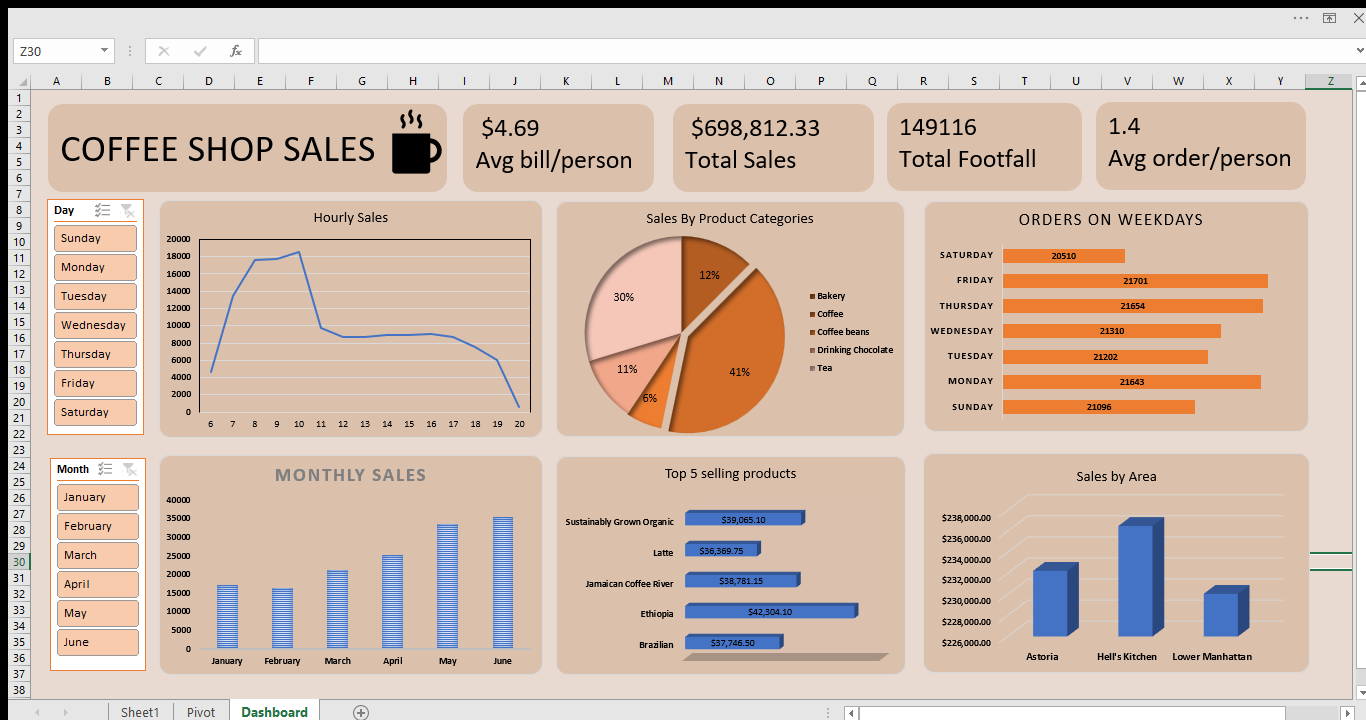 Z30
fx
A B C D E F G H I J K L M N O P Q R S T U V W X Y Z
1
2
3
4
5
6
7
8
9
10
11
12
13
14
15
16
17
18
19
20
21
22
23
24
25
26
27
28
29
30
31
32
33
34
35
36
37
38
COFFEE SHOP SALES
$4.69
Avg bill/person
$698,812.33
Total Sales
149116
Total Footfall
1.4
Avg order/person
Day
Sunday
Monday
Tuesday
Wednesday
Thursday
Friday
Saturday
Hourly Sales
20000
18000
16000
14000
12000
10000
8000
6000
4000
2000
0
6 7 8 9 10 11 12 13 14 15 16 17 18 19 20
Sales By Product Categories
12%
30%
41%
11%
6%
Bakery
Coffee
Coffee beans
Drinking Chocolate
Tea
ORDERS ON WEEKDAYS
SATURDAY 20510
FRIDAY 21701
THURSDAY 21654
WEDNESDAY 21310
TUESDAY 21202
MONDAY 21643
SUNDAY 21096
Month
January
February
March
April
May
June
MONTHLY SALES
40000
35000
30000
25000
20000
15000
10000
5000
0
January February March April May June
Top 5 selling products
Sustainably Grown Organic $39,065.10
Latte $36,369.75
Jamaican Coffee River $38,781.15
Ethiopia $42,304.10
Brazilian $37,746.50
Sales by Area
$238,000.00
$236,000.00
$234,000.00
$232,000.00
$230,000.00
$228,000.00
$226,000.00
Astoria Hell's Kitchen Lower Manhattan
Sheet1 Pivot Dashboard